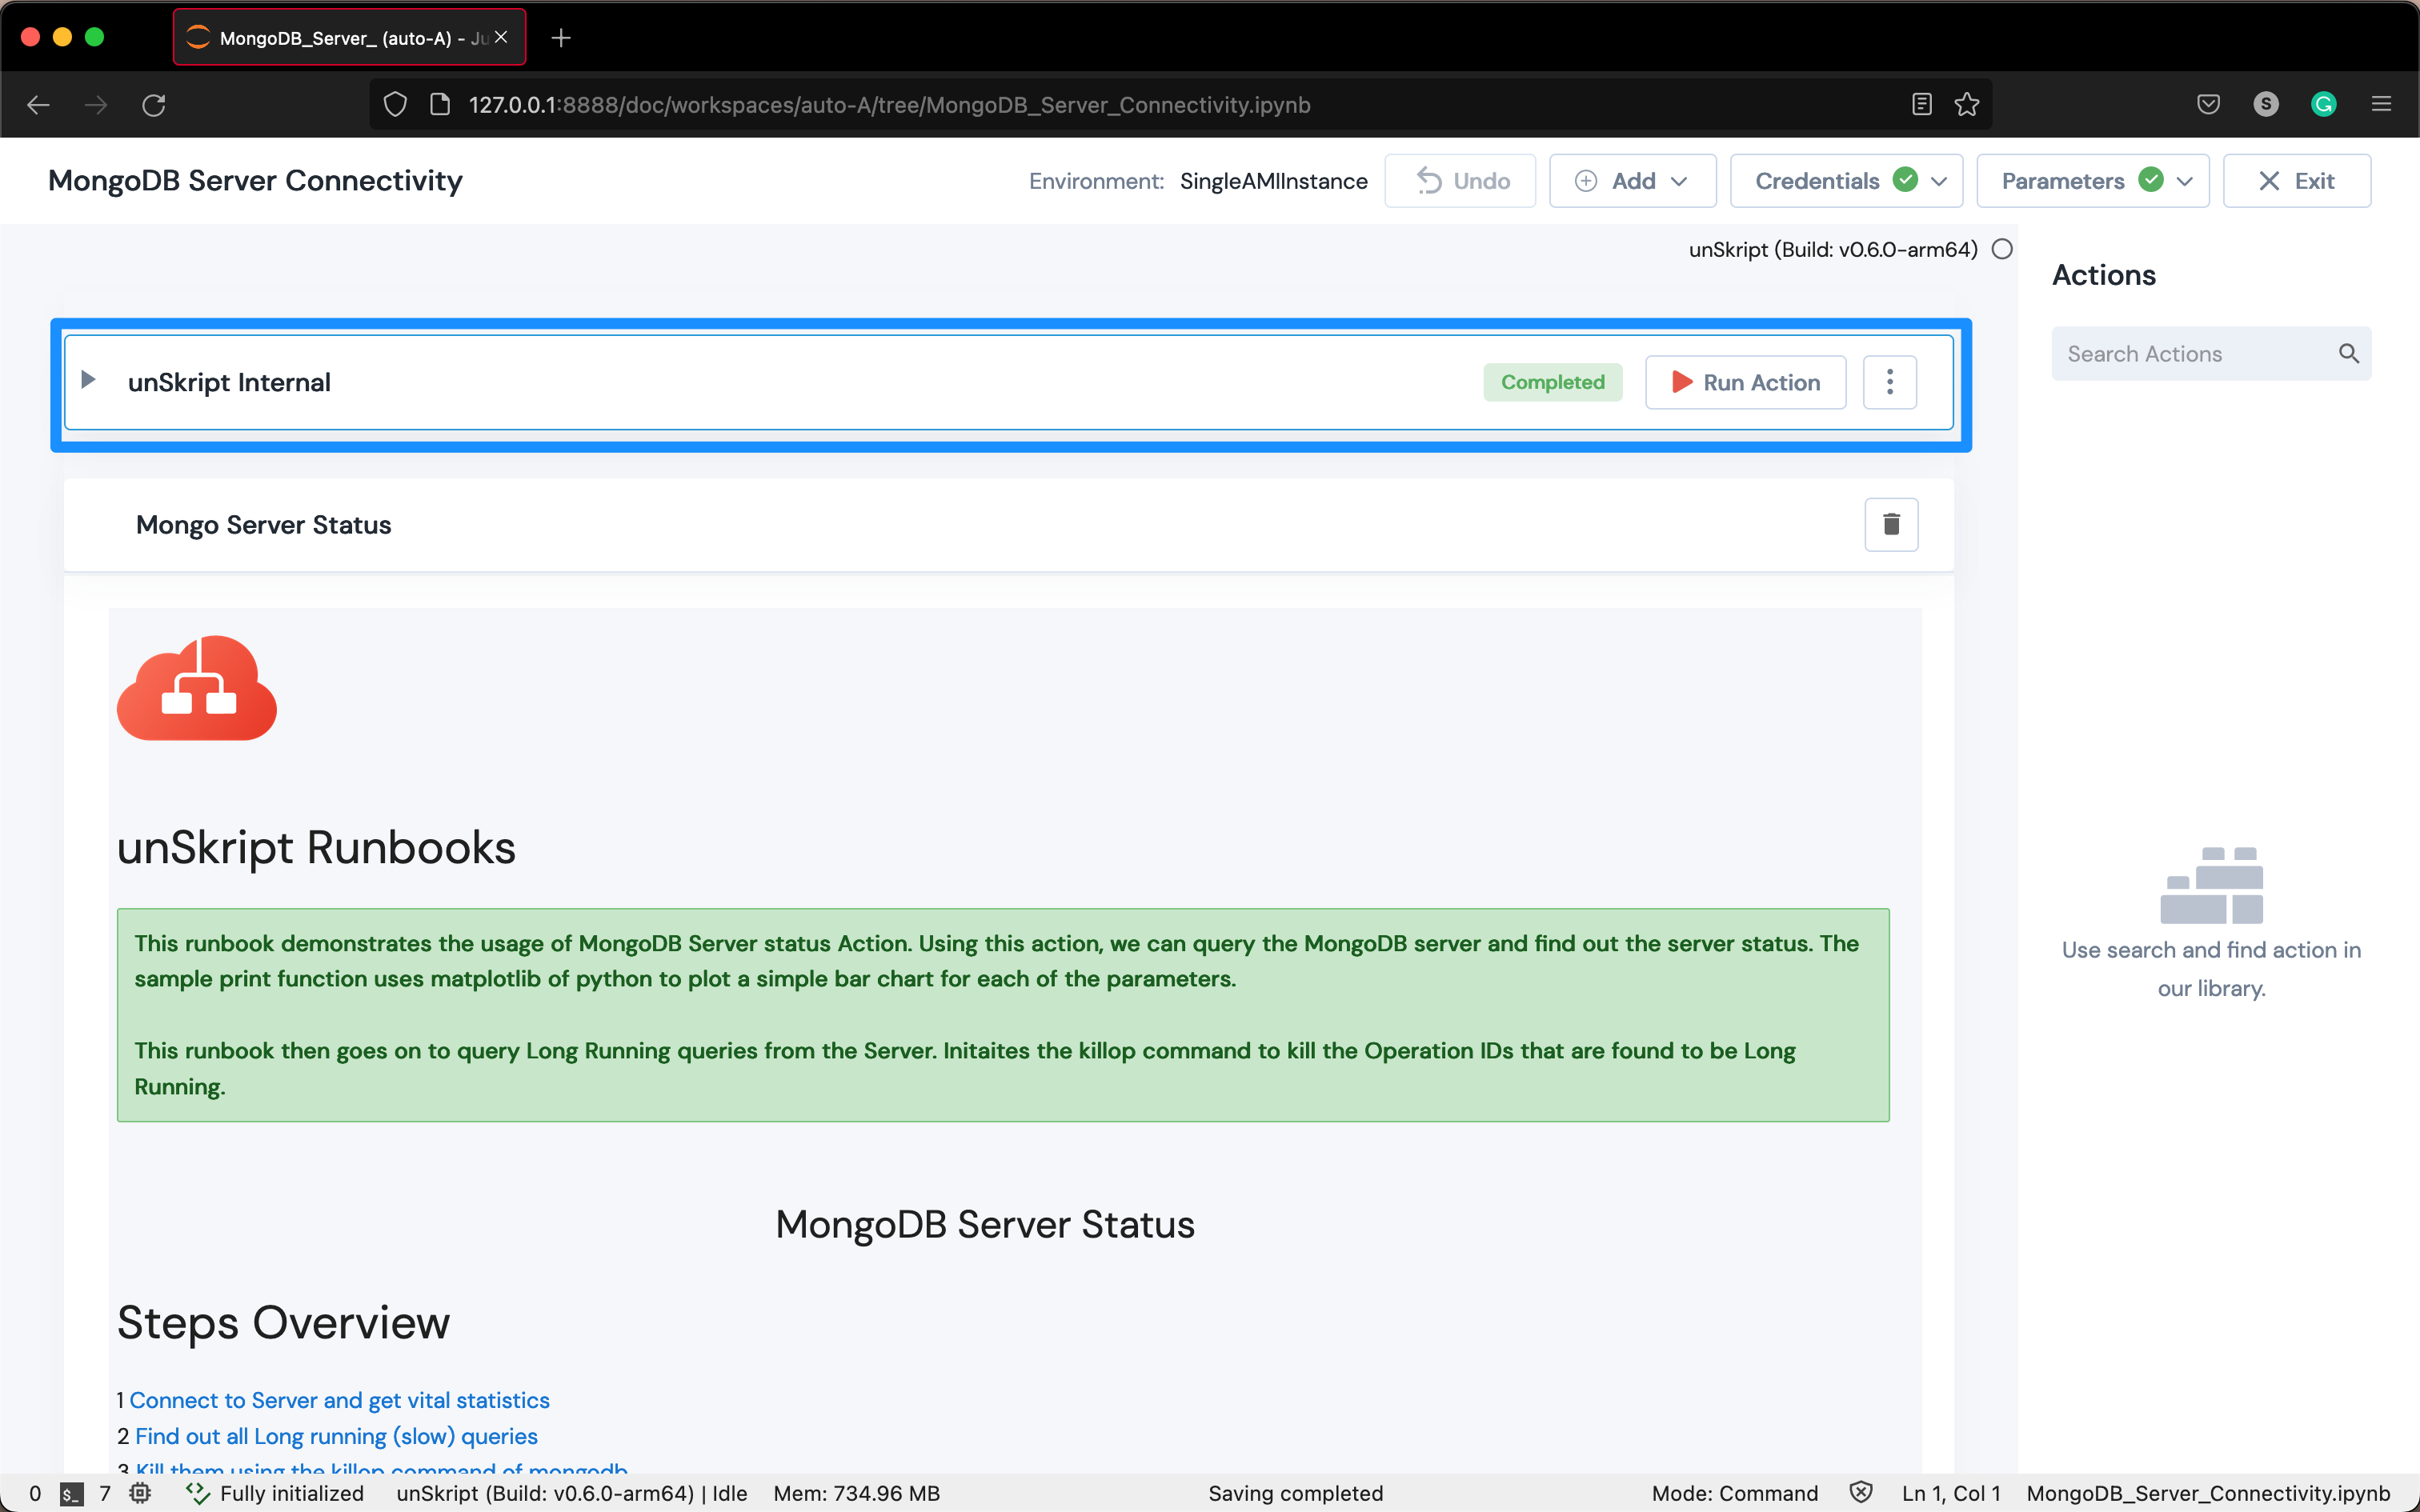 MongoDB_Server_ (auto-A) - Ju
127.0.0.1:8888/doc/workspaces/auto-A/tree/MongoDB_Server_Connectivity.ipynb
S
G
MongoDB Server Connectivity
Environment: SingleAMIInstance
Undo
Add
Credentials
Parameters
Exit
unSkript (Build: v0.6.0-arm64)
Actions
Search Actions
unSkript Internal
Completed
Run Action
Mongo Server Status
unSkript Runbooks
This runbook demonstrates the usage of MongoDB Server status Action. Using this action, we can query the MongoDB server and find out the server status. The
sample print function uses matplotlib of python to plot a simple bar chart for each of the parameters.
This runbook then goes on to query Long Running queries from the Server. Initaites the killop command to kill the Operation IDs that are found to be Long
Running.
Use search and find action in
our library.
MongoDB Server Status
Steps Overview
1 Connect to Server and get vital statistics
2 Find out all Long running (slow) queries
3 Kill them using the killop command of mongodb
0 $_ 7 Fully initialized unSkript (Build: v0.6.0-arm64) | Idle Mem: 734.96 MB Saving completed Mode: Command Ln 1, Col 1 MongoDB_Server_Connectivity.ipynb